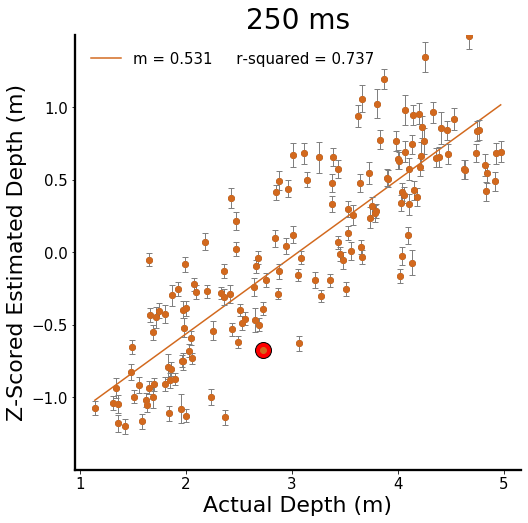 250 ms
m = 0.531 r-squared = 0.737
Z-Scored Estimated Depth (m)
1.0
0.5
0.0
−0.5
−1.0
1 2 3 4 5
Actual Depth (m)